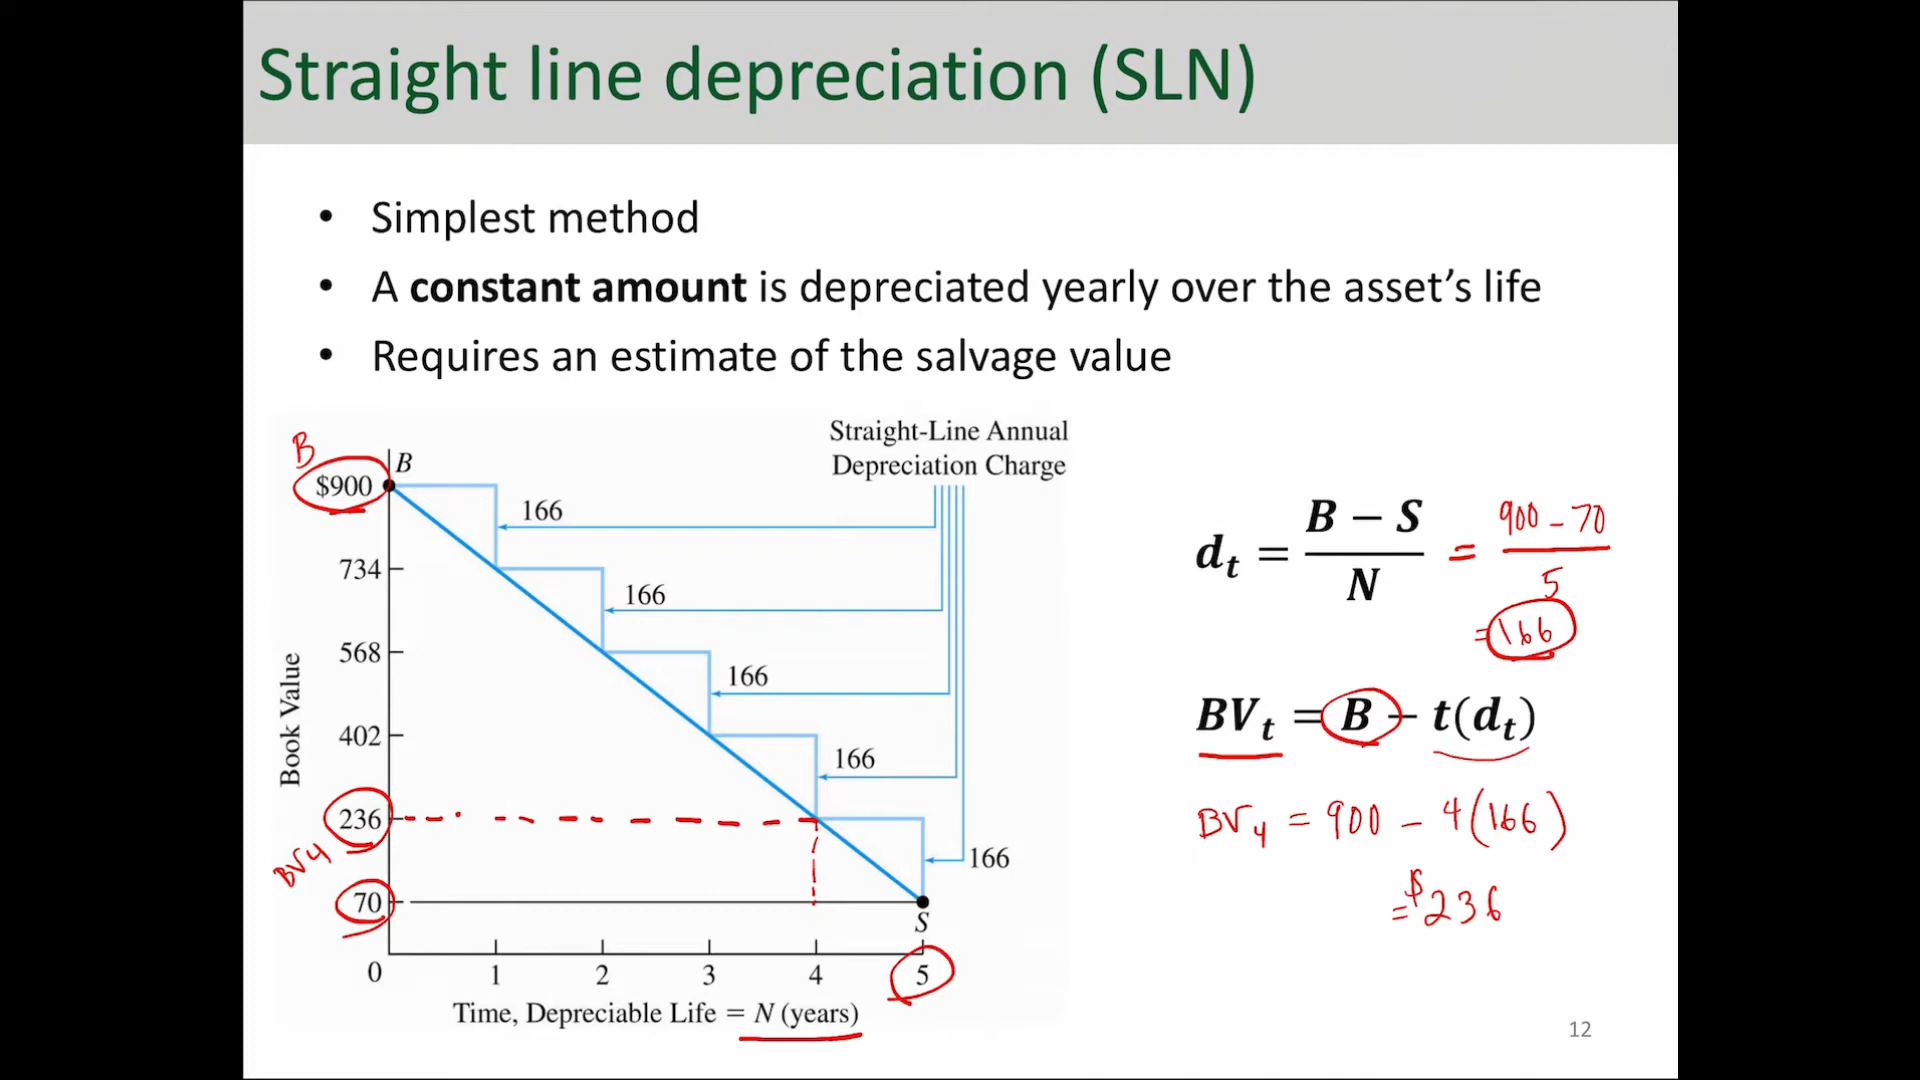 Straight line depreciation (SLN)
• Simplest method
• A constant amount is depreciated yearly over the asset’s life
• Requires an estimate of the salvage value
Straight-Line Annual
Depreciation Charge
B
B
$900
166
734
166
568
166
402
166
236
BV4
166
70
S
Book Value
0 1 2 3 4 5
Time, Depreciable Life = N (years)
dt = B − S / N = 900 - 70 / 5
= 166
BVt = B − t(dt)
BV4 = 900 - 4(166)
= $236
12